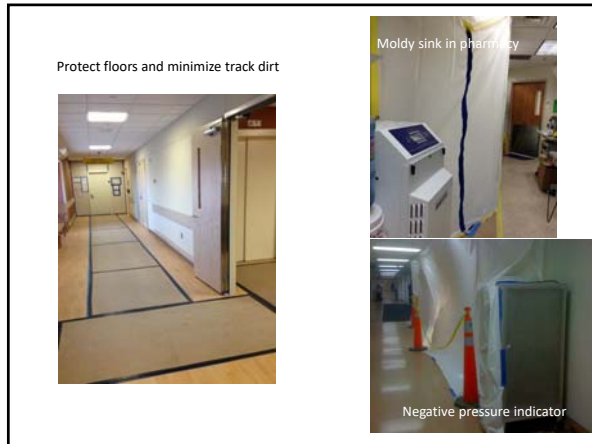 Protect floors and minimize track dirt
Moldy sink in pharmacy
Negative pressure indicator